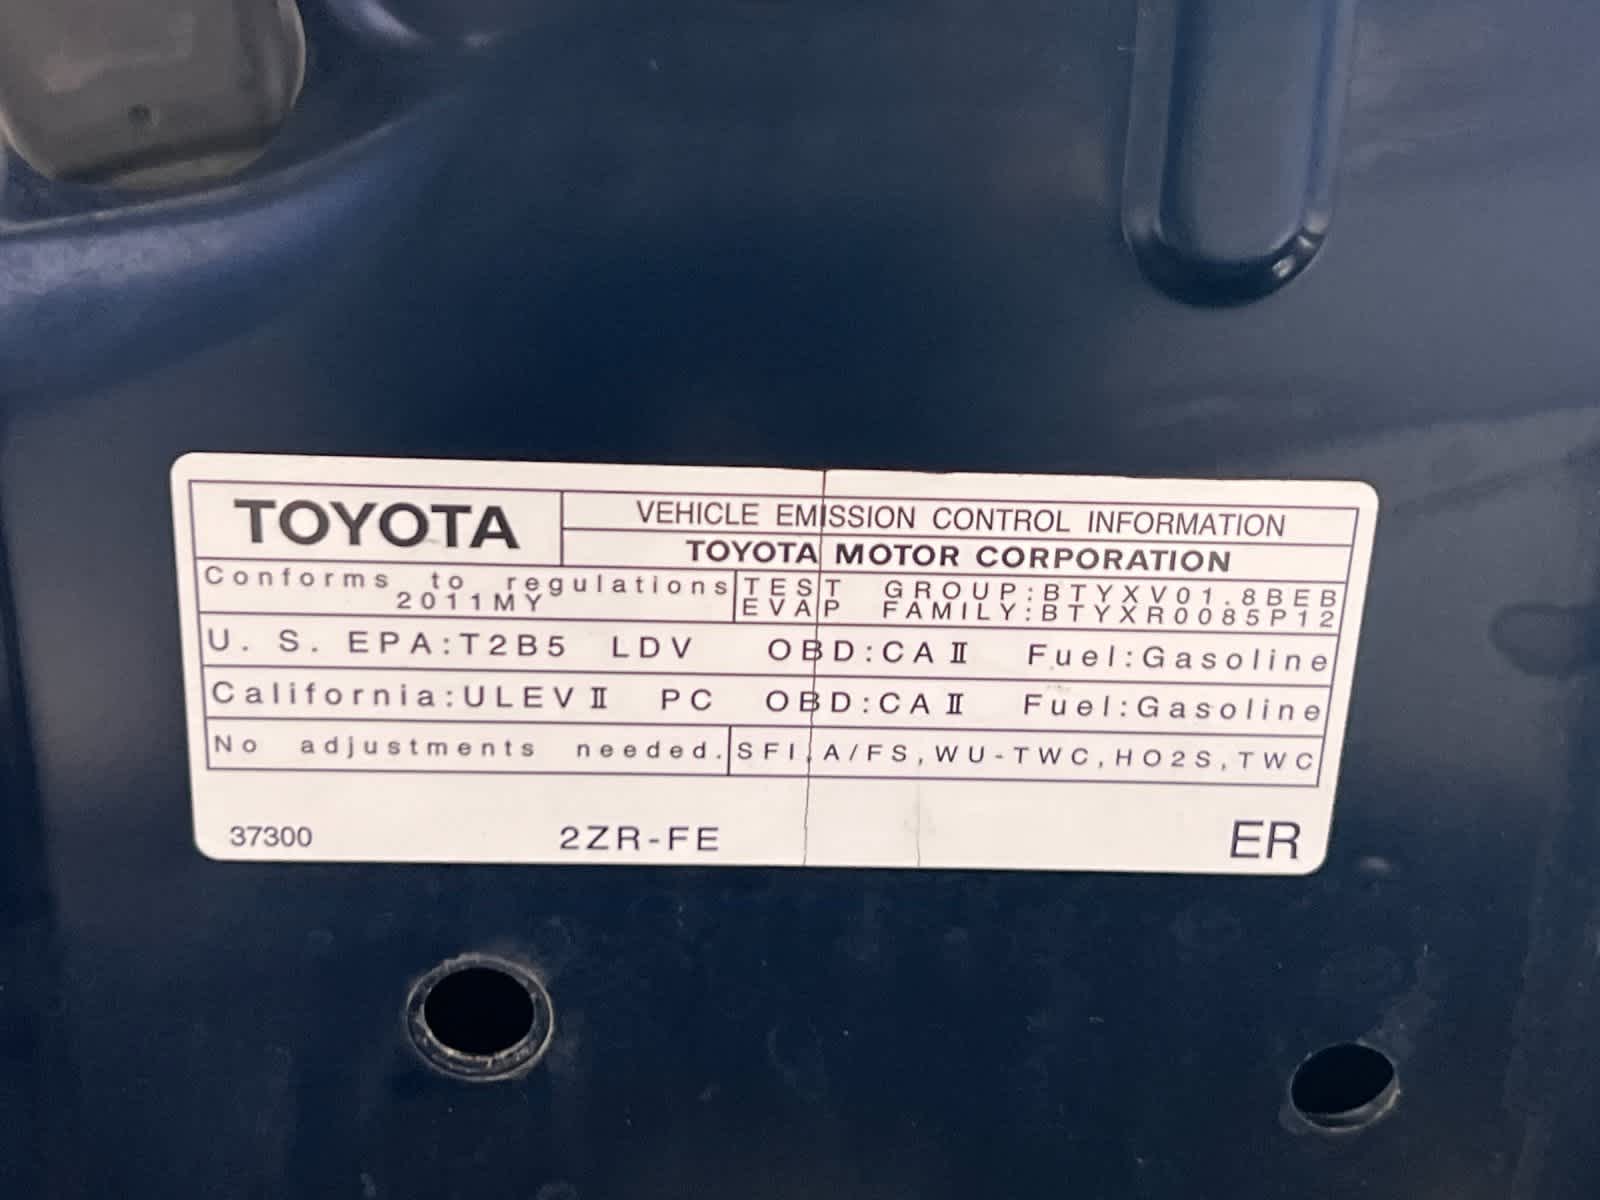 TOYOTA
VEHICLE EMISSION CONTROL INFORMATION
TOYOTA MOTOR CORPORATION
Conforms to regulations
2011MY
TEST GROUP:BTYXV01.8BEB
EVAP FAMILY:BTYXR0085P12
U. S. EPA:T2B5 LDV OBD:CAⅡ Fuel:Gasoline
California:ULEVⅡ PC OBD:CAⅡ Fuel:Gasoline
No adjustments needed.
SFI,A/FS,WU-TWC,HO2S,TWC
37300 2ZR-FE ER